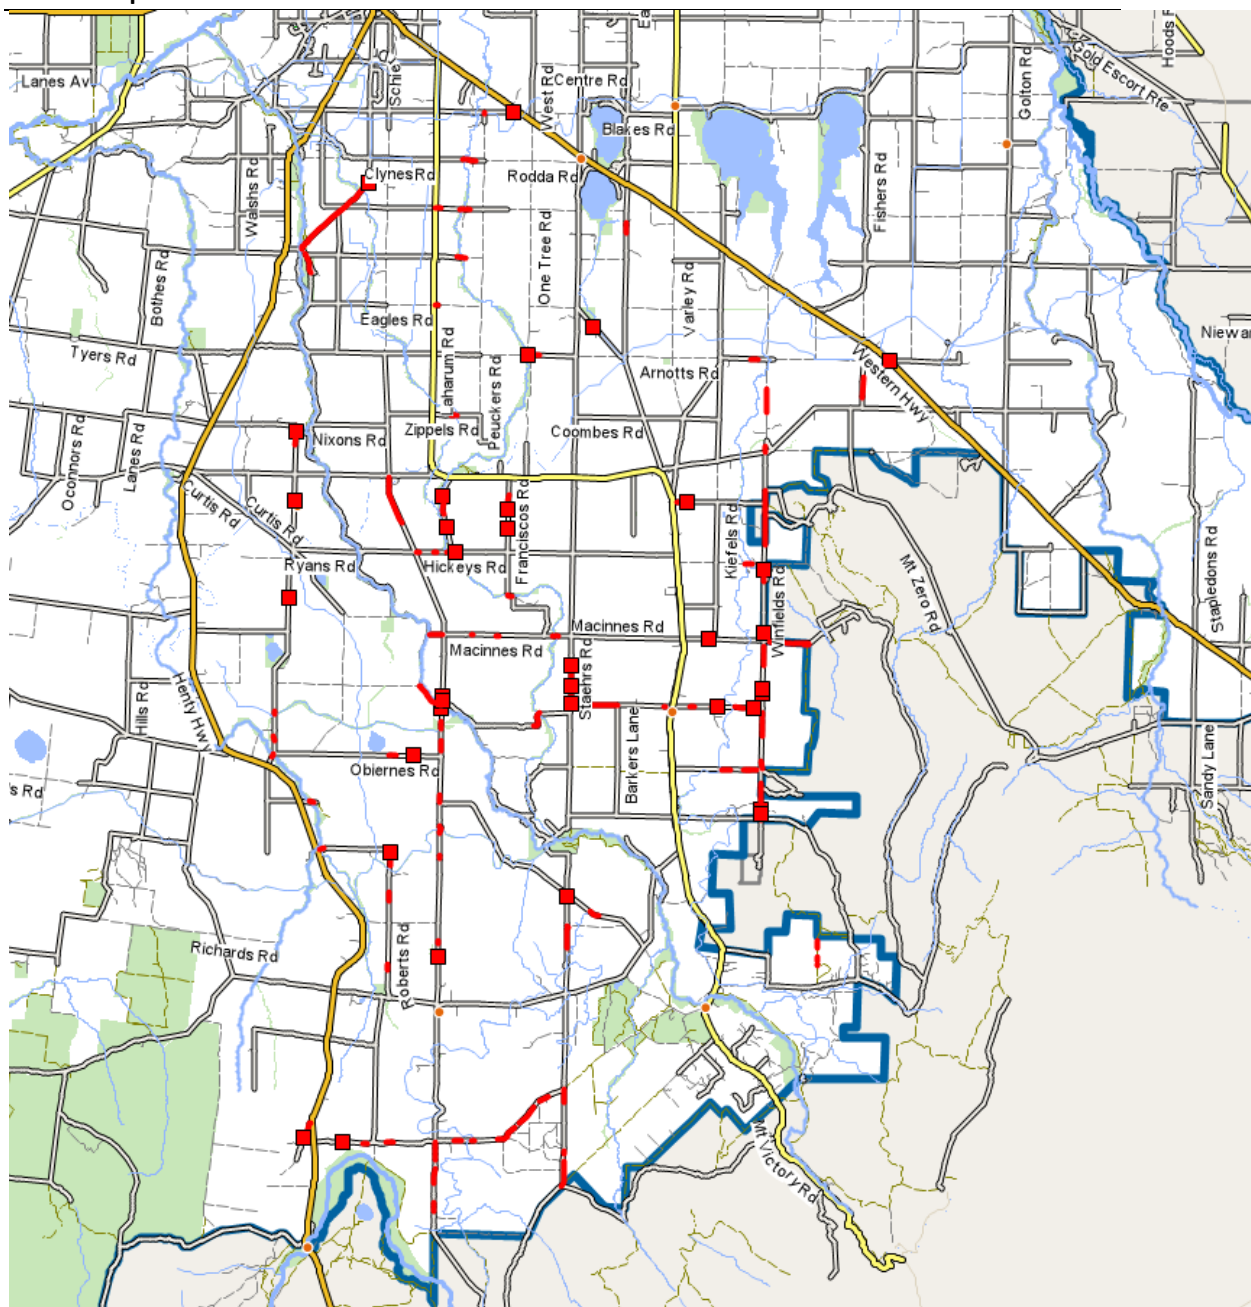 Lanes Av
Schie
West Rd
Centre Rd
Ea
Golton Rd
Gold Escort Rte
Hoods R
Blakes Rd
Walshs Rd
Clynes Rd
Rodda Rd
Fishers Rd
Bothes Rd
One Tree Rd
Varley Rd
Eagles Rd
Niewar
Tyers Rd
Laharum Rd
Peuckers Rd
Arnotts Rd
Western Hwy
Oconnors Rd
Lanes Rd
Nixons Rd
Zippels Rd
Coombes Rd
Curtis Rd
Curtis Rd
Franciscos Rd
Kiefels Rd
Ryans Rd
Hickeys Rd
Mt Zero Rd
Stapledons Rd
Macinnes Rd
Winfields Rd
Macinnes Rd
Hills Rd
Henty Hwy
Staehrs Rd
Barkers Lane
Obiernes Rd
Sandy Lane
's Rd
Richards Rd
Roberts Rd
Mt Victory Rd